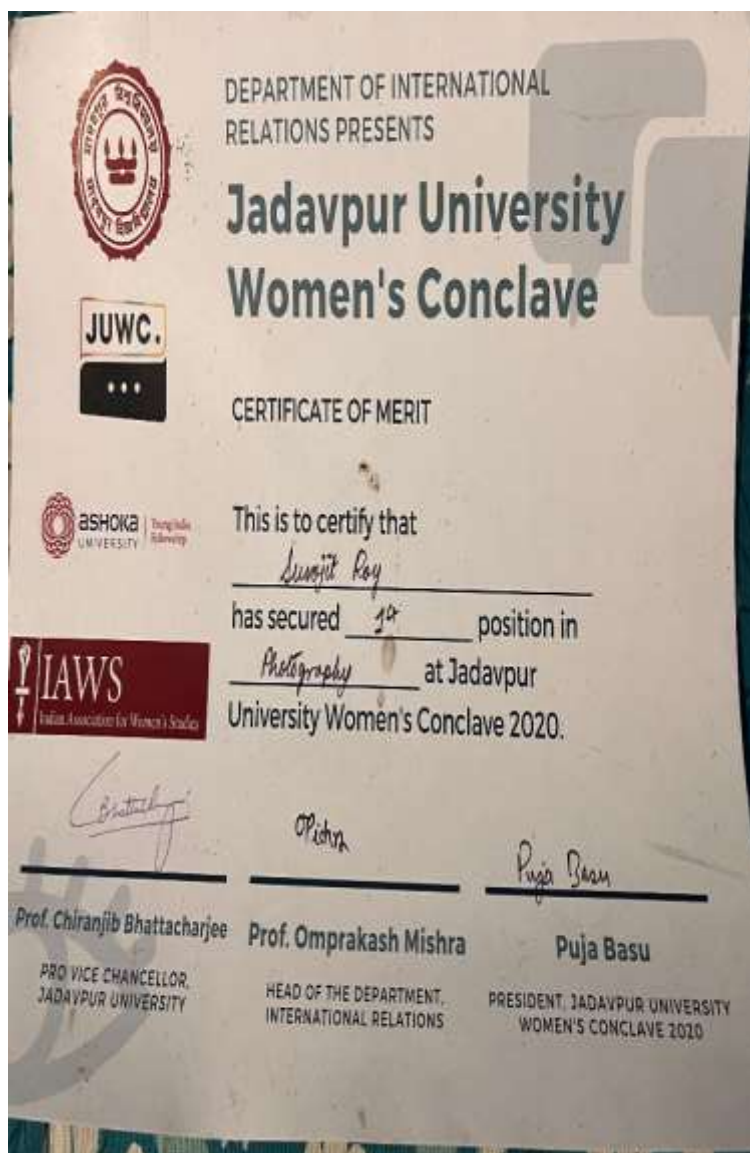 DEPARTMENT OF INTERNATIONAL
RELATIONS PRESENTS
Jadavpur University
Women's Conclave
JUWC.
CERTIFICATE OF MERIT
ASHOKA
UNIVERSITY
Young India
Fellowship
This is to certify that
Roy
has secured position in
Photography at Jadavpur
University Women's Conclave 2020.
IAWS
Indian Association for Women's Studies
Puja Basu
Prof. Chiranjib Bhattacharjee
PRO VICE CHANCELLOR,
JADAVPUR UNIVERSITY
Prof. Omprakash Mishra
HEAD OF THE DEPARTMENT,
INTERNATIONAL RELATIONS
Puja Basu
PRESIDENT, JADAVPUR UNIVERSITY
WOMEN'S CONCLAVE 2020